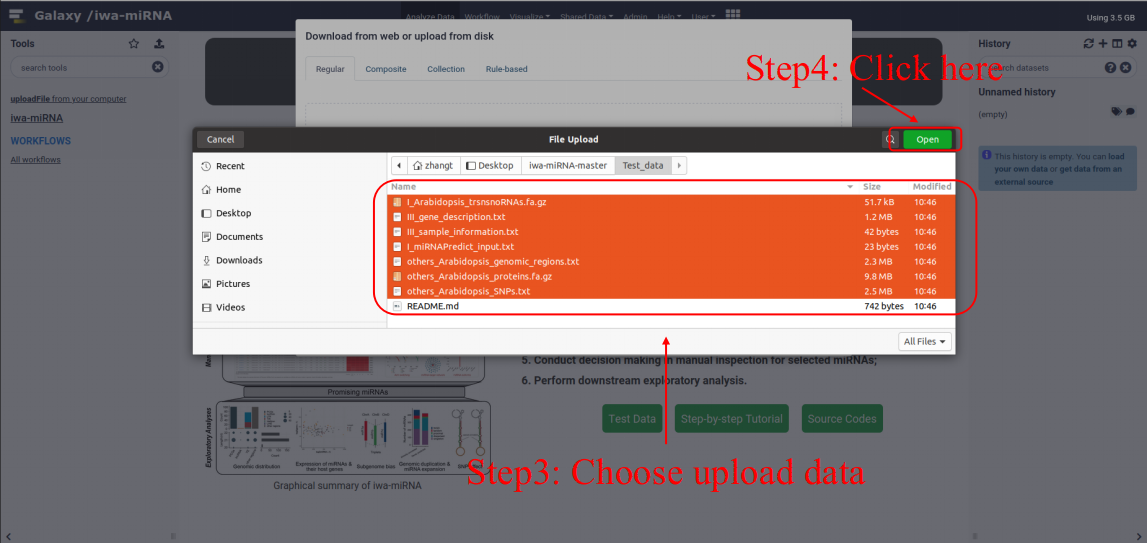 Galaxy /iwa-miRNA
Analyze Data Workflow Visualize Shared Data Admin Help User
Using 3.5 GB
Tools
search tools
uploadFile from your computer
iwa-miRNA
WORKFLOWS
All workflows
Download from web or upload from disk
Regular Composite Collection Rule-based
Step4: Click here
History
search datasets
Unnamed history
(empty)
This history is empty. You can load
your own data or get data from an
external source
Cancel File Upload Open
Recent
Home
Desktop
Documents
Downloads
Pictures
Videos
zhangt Desktop iwa-miRNA-master Test_data
Name Size Modified
I_Arabidopsis_trsnsnoRNAs.fa.gz 51.7 kB 10:46
III_gene_description.txt 1.2 MB 10:46
III_sample_information.txt 42 bytes 10:46
I_miRNAPredict_input.txt 23 bytes 10:46
others_Arabidopsis_genomic_regions.txt 2.3 MB 10:46
others_Arabidopsis_proteins.fa.gz 9.8 MB 10:46
others_Arabidopsis_SNPs.txt 2.5 MB 10:46
README.md 742 bytes 10:46
All Files
5. Conduct decision making in manual inspection for selected miRNAs;
6. Perform downstream exploratory analysis.
Test Data Step-by-step Tutorial Source Codes
Promising miRNAs
Exploratory Analyses
Genomic distribution
Expression of miRNAs &
their host genes
Subgenome bias
Genomic duplication &
miRNA expansion
Graphical summary of iwa-miRNA
Step3: Choose upload data